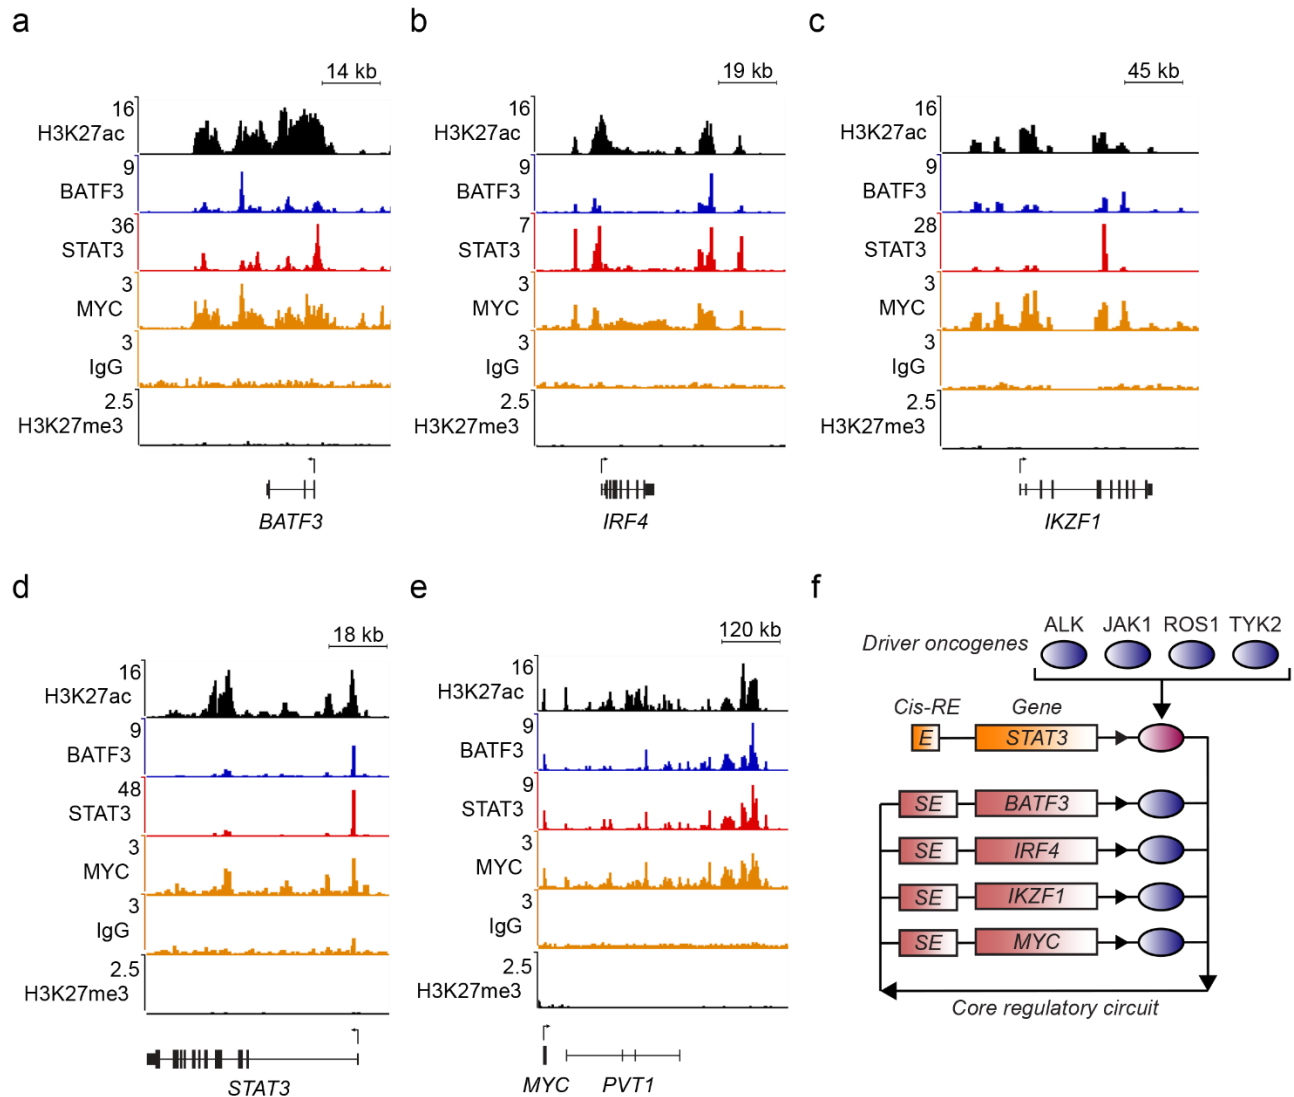 a
14 kb
16
H3K27ac
9
BATF3
36
STAT3
3
MYC
3
IgG
2.5
H3K27me3
BATF3
b
19 kb
16
H3K27ac
9
BATF3
7
STAT3
3
MYC
3
IgG
2.5
H3K27me3
IRF4
c
45 kb
16
H3K27ac
9
BATF3
28
STAT3
3
MYC
3
IgG
2.5
H3K27me3
IKZF1
d
18 kb
16
H3K27ac
9
BATF3
48
STAT3
3
MYC
3
IgG
2.5
H3K27me3
STAT3
e
120 kb
16
H3K27ac
9
BATF3
9
STAT3
3
MYC
3
IgG
2.5
H3K27me3
MYC PVT1
f
ALK JAK1 ROS1 TYK2
Driver oncogenes
Cis-RE Gene
E STAT3
SE BATF3
SE IRF4
SE IKZF1
SE MYC
Core regulatory circuit